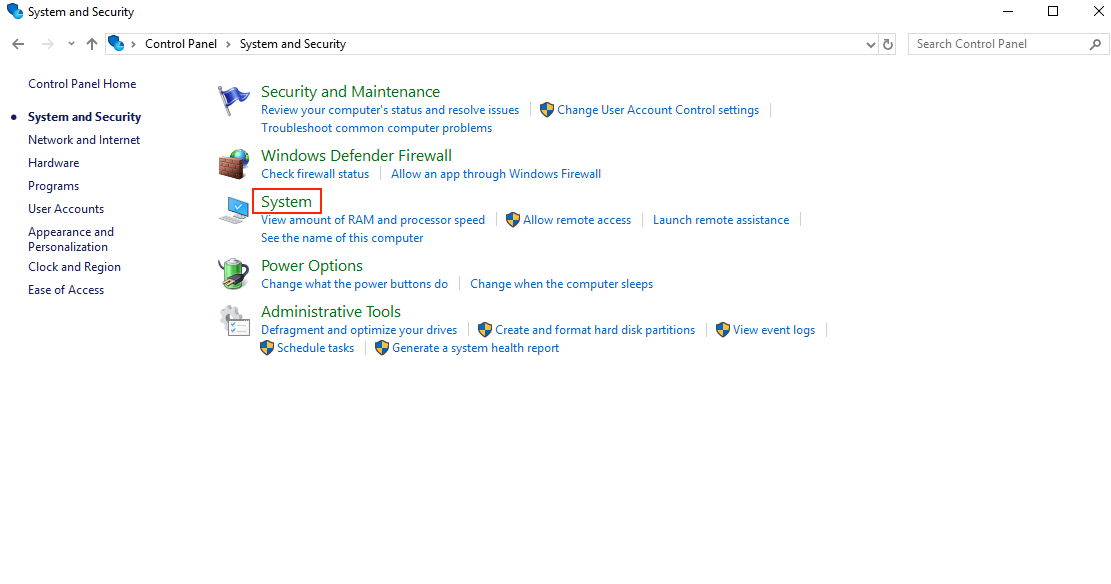 System and Security
Control Panel System and Security
Search Control Panel
Control Panel Home
System and Security
Network and Internet
Hardware
Programs
User Accounts
Appearance and
Personalization
Clock and Region
Ease of Access
Security and Maintenance
Review your computer's status and resolve issues Change User Account Control settings
Troubleshoot common computer problems
Windows Defender Firewall
Check firewall status Allow an app through Windows Firewall
System
View amount of RAM and processor speed Allow remote access Launch remote assistance
See the name of this computer
Power Options
Change what the power buttons do Change when the computer sleeps
Administrative Tools
Defragment and optimize your drives Create and format hard disk partitions View event logs
Schedule tasks Generate a system health report